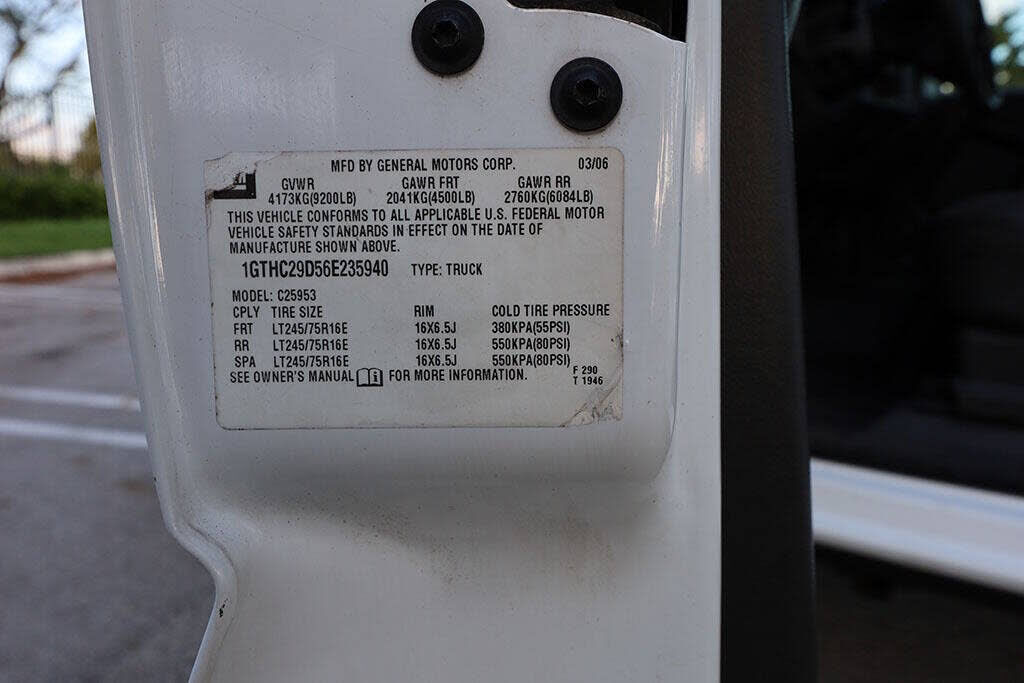 MFD BY GENERAL MOTORS CORP. 03/06
GVWR GAWR FRT GAWR RR
4173KG(9200LB) 2041KG(4500LB) 2760KG(6084LB)
THIS VEHICLE CONFORMS TO ALL APPLICABLE U.S. FEDERAL MOTOR
VEHICLE SAFETY STANDARDS IN EFFECT ON THE DATE OF
MANUFACTURE SHOWN ABOVE.
1GTHC29D56E235940 TYPE: TRUCK
MODEL: C25953
CPLY TIRE SIZE RIM COLD TIRE PRESSURE
FRT LT245/75R16E 16X6.5J 380KPA(55PSI)
RR LT245/75R16E 16X6.5J 550KPA(80PSI)
SPA LT245/75R16E 16X6.5J 550KPA(80PSI)
SEE OWNER'S MANUAL FOR MORE INFORMATION.
F 290
T 1946